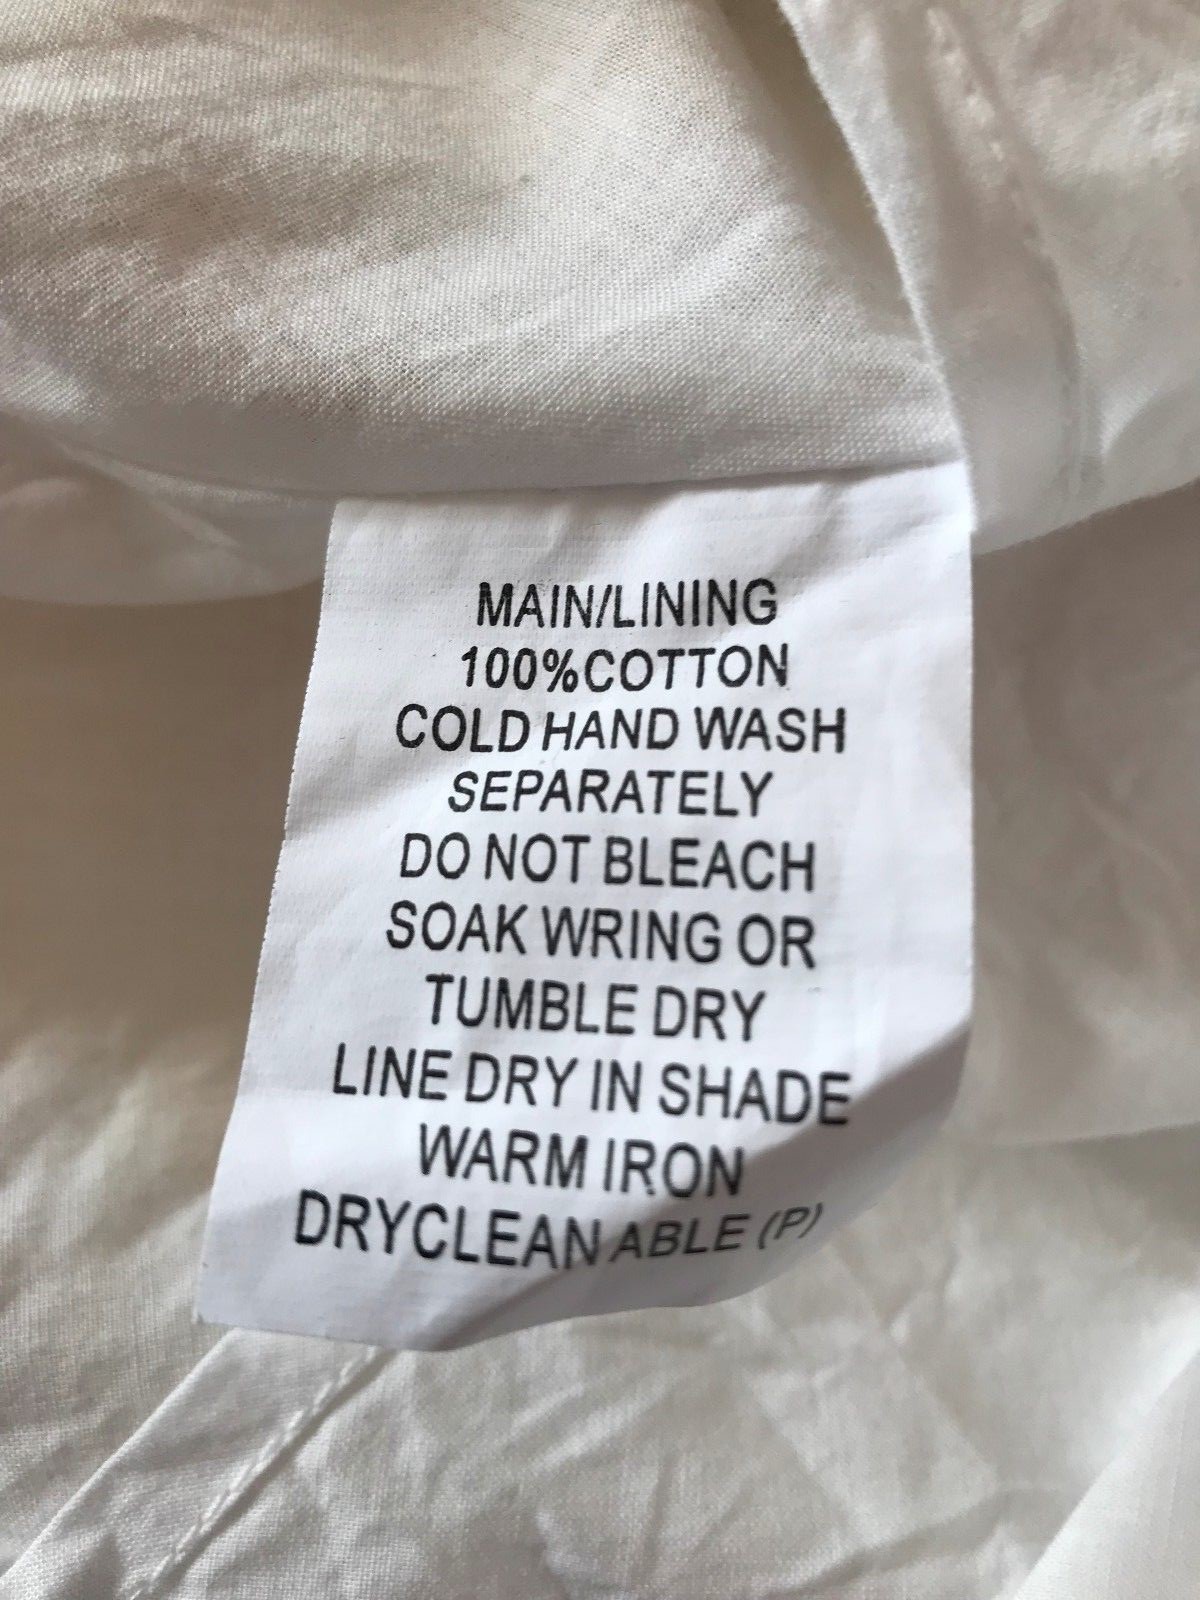 MAIN/LINING
100%COTTON
COLD HAND WASH
SEPARATELY
DO NOT BLEACH
SOAK WRING OR
TUMBLE DRY
LINE DRY IN SHADE
WARM IRON
DRYCLEAN ABLE (P)